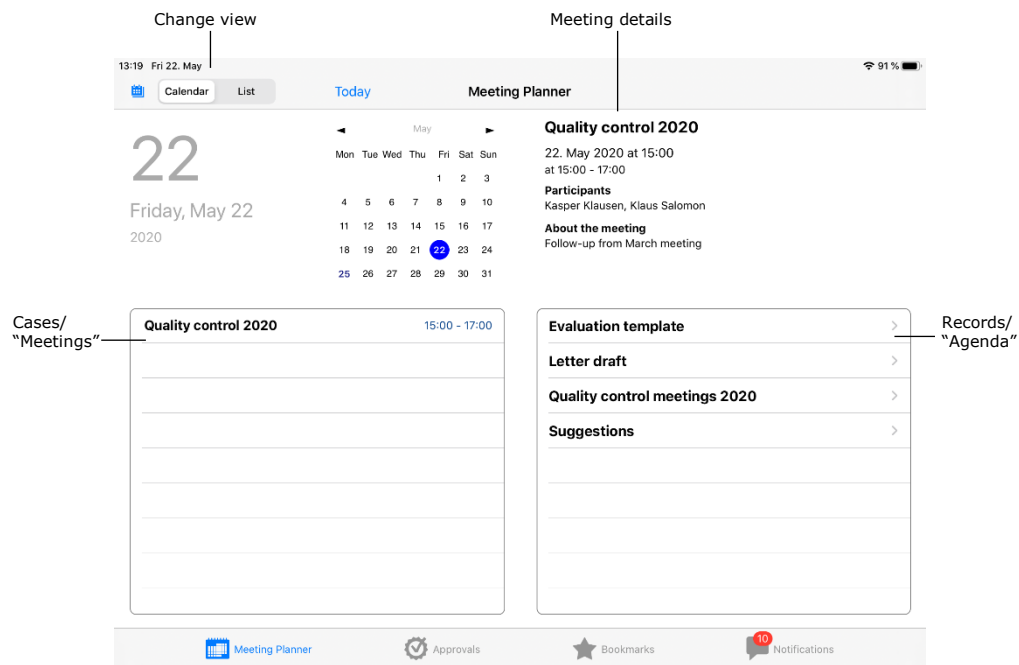 Change view
Meeting details
13:19 Fri 22. May
91 %
Calendar
List
Today
Meeting Planner
22
Friday, May 22
2020
May
Mon Tue Wed Thu Fri Sat Sun
1 2 3
4 5 6 7 8 9 10
11 12 13 14 15 16 17
18 19 20 21 22 23 24
25 26 27 28 29 30 31
Quality control 2020
22. May 2020 at 15:00
at 15:00 - 17:00
Participants
Kasper Klausen, Klaus Salomon
About the meeting
Follow-up from March meeting
Cases/
“Meetings”
Quality control 2020 15:00 - 17:00
Evaluation template
Letter draft
Quality control meetings 2020
Suggestions
Records/
“Agenda”
Meeting Planner
Approvals
Bookmarks
10
Notifications